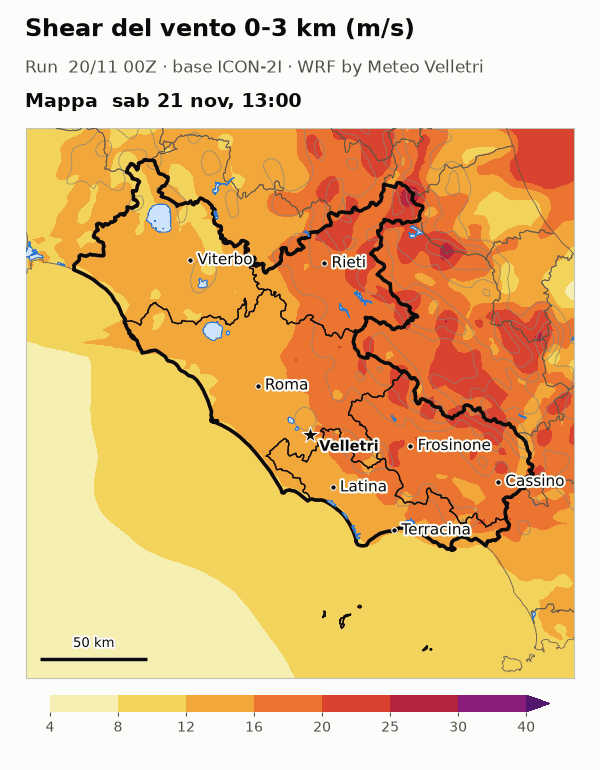 Shear del vento 0-3 km (m/s)
Run  20/11 00Z · base ICON-2I · WRF by Meteo Velletri
Mappa  sab 21 nov, 13:00
Viterbo
Rieti
Roma
Velletri
Frosinone
Latina
Cassino
Terracina
50 km
4 8 12 16 20 25 30 40